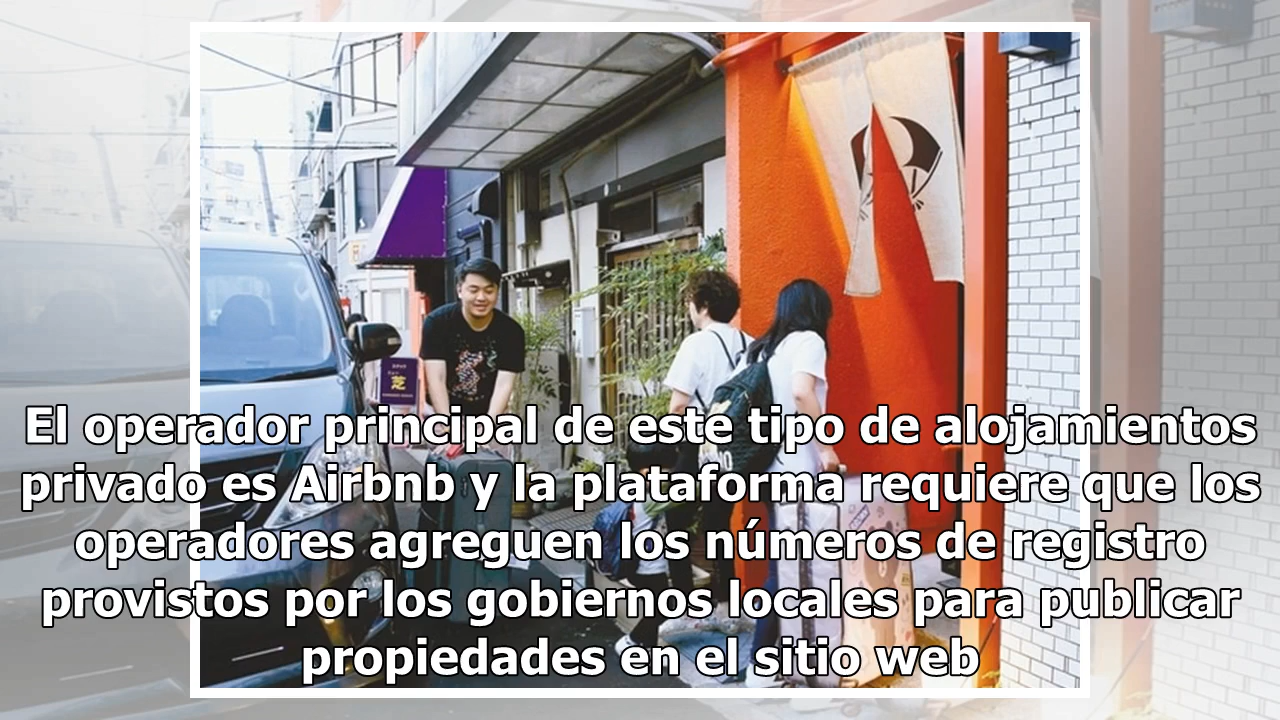 芝
El operador principal de este tipo de alojamientos
privado es Airbnb y la plataforma requiere que los
operadores agreguen los números de registro
provistos por los gobiernos locales para publicar
propiedades en el sitio web